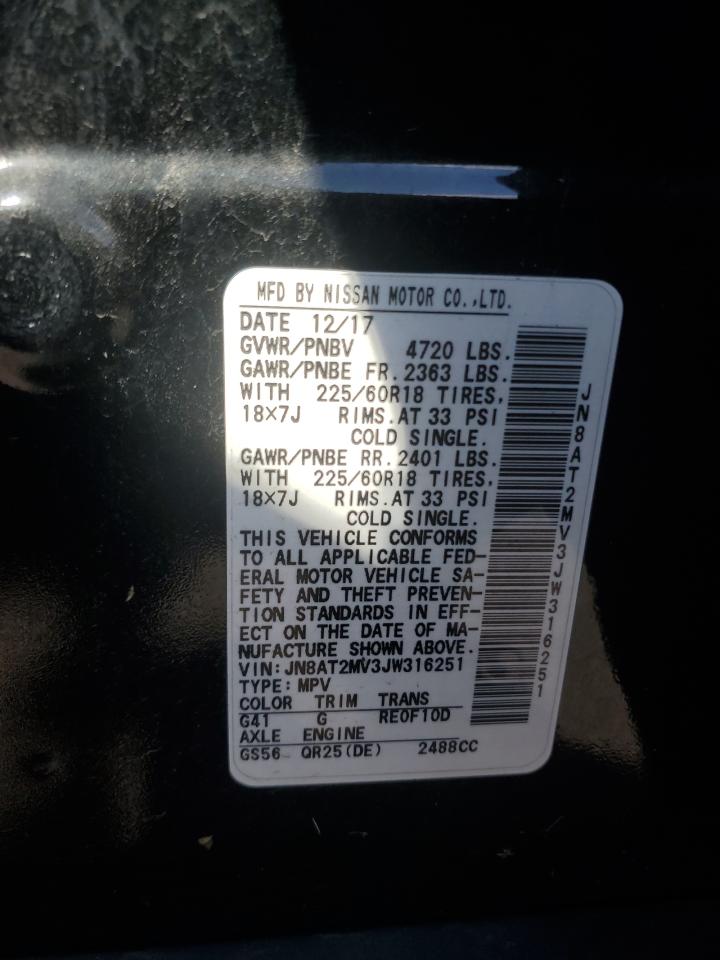 MFD BY NISSAN MOTOR CO.,LTD.
DATE 12/17
GVWR/PNBV 4720 LBS.
GAWR/PNBE FR. 2363 LBS.
WITH 225/60R18 TIRES,
18×7J RIMS. AT 33 PSI
COLD SINGLE.
GAWR/PNBE RR. 2401 LBS.
WITH 225/60R18 TIRES,
18×7J RIMS. AT 33 PSI
COLD SINGLE.
THIS VEHICLE CONFORMS
TO ALL APPLICABLE FED-
ERAL MOTOR VEHICLE SA-
FETY AND THEFT PREVEN-
TION STANDARDS IN EFF-
ECT ON THE DATE OF MA-
NUFACTURE SHOWN ABOVE.
VIN: JN8AT2MV3JW316251
TYPE: MPV
COLOR TRIM TRANS
G41 G RE0F10D
AXLE ENGINE
GS56 QR25(DE) 2488CC
JN8AT2MV3JW316251